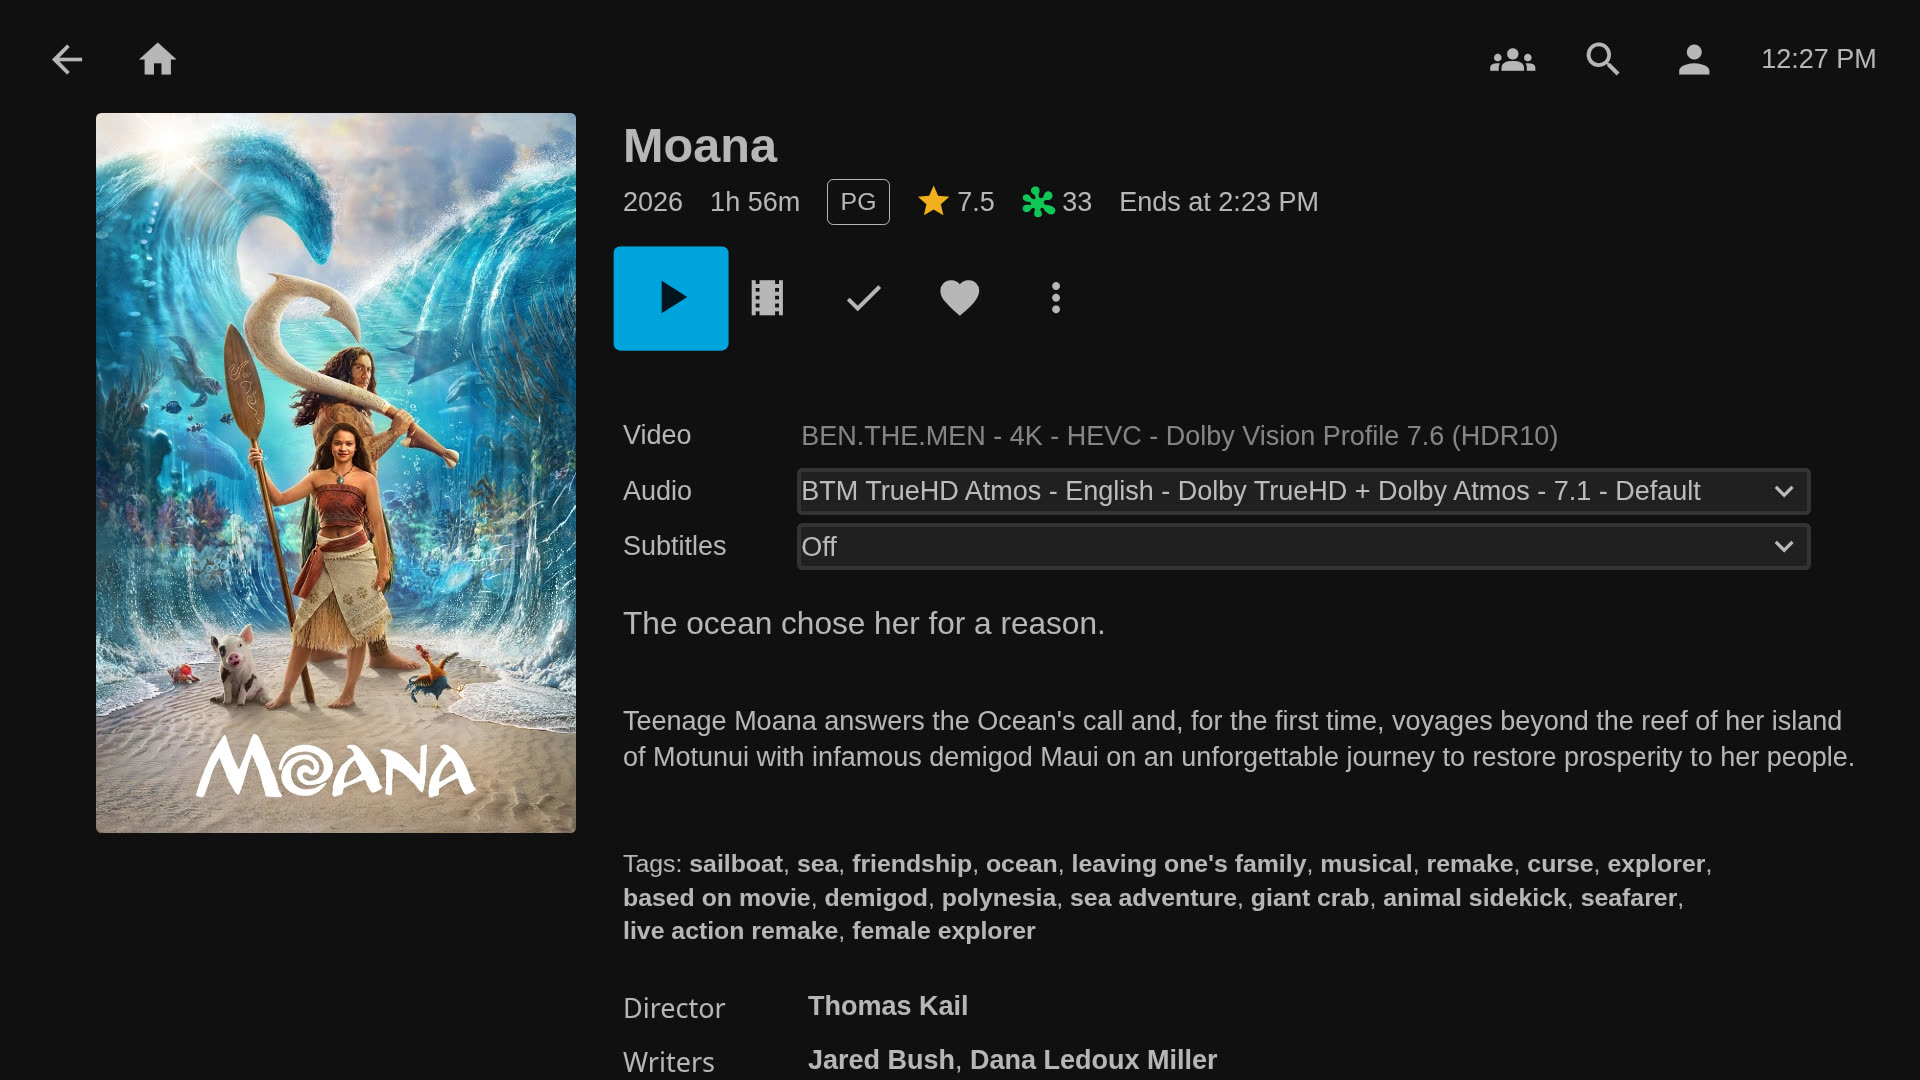 12:27 PM
Moana
2026 1h 56m PG 7.5 33 Ends at 2:23 PM
Video BEN.THE.MEN - 4K - HEVC - Dolby Vision Profile 7.6 (HDR10)
Audio BTM TrueHD Atmos - English - Dolby TrueHD + Dolby Atmos - 7.1 - Default
Subtitles Off
The ocean chose her for a reason.
Teenage Moana answers the Ocean's call and, for the first time, voyages beyond the reef of her island
of Motunui with infamous demigod Maui on an unforgettable journey to restore prosperity to her people.
Tags: sailboat, sea, friendship, ocean, leaving one's family, musical, remake, curse, explorer,
based on movie, demigod, polynesia, sea adventure, giant crab, animal sidekick, seafarer,
live action remake, female explorer
Director Thomas Kail
Writers Jared Bush, Dana Ledoux Miller
MOANA